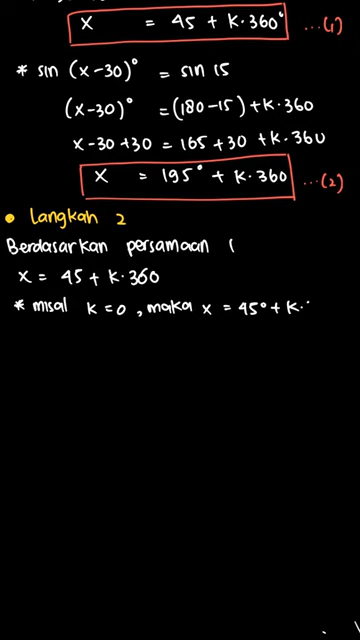 x = 45 + k·360° ...(1)
* sin (x-30)° = sin 15
(x-30)° = (180-15) + k·360
x-30+30 = 165 + 30 + k·360
x = 195° + k·360 ...(2)
• Langkah 2
Berdasarkan persamaan (
x = 45 + k·360
* misal k = 0, maka x = 45° + k·